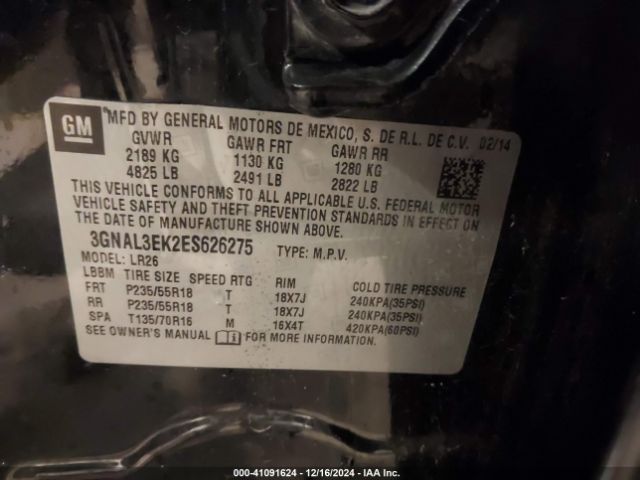 GM
MFD BY GENERAL MOTORS DE MEXICO, S. DE R.L. DE C.V. 02/14
GVWR GAWR FRT GAWR RR
2189 KG 1130 KG 1280 KG
4825 LB 2491 LB 2822 LB
THIS VEHICLE CONFORMS TO ALL APPLICABLE U.S. FEDERAL MOTOR
VEHICLE SAFETY AND THEFT PREVENTION STANDARDS IN EFFECT ON
THE DATE OF MANUFACTURE SHOWN ABOVE.
3GNAL3EK2ES626275 TYPE: M.P.V.
MODEL: LR26
LBBM TIRE SIZE SPEED RTG RIM COLD TIRE PRESSURE
FRT P235/55R18 T 18X7J 240KPA(35PSI)
RR P235/55R18 T 18X7J 240KPA(35PSI)
SPA T135/70R16 M 16X4T 420KPA(60PSI)
SEE OWNER'S MANUAL FOR MORE INFORMATION.
000-41091624 - 12/16/2024 - IAA Inc.